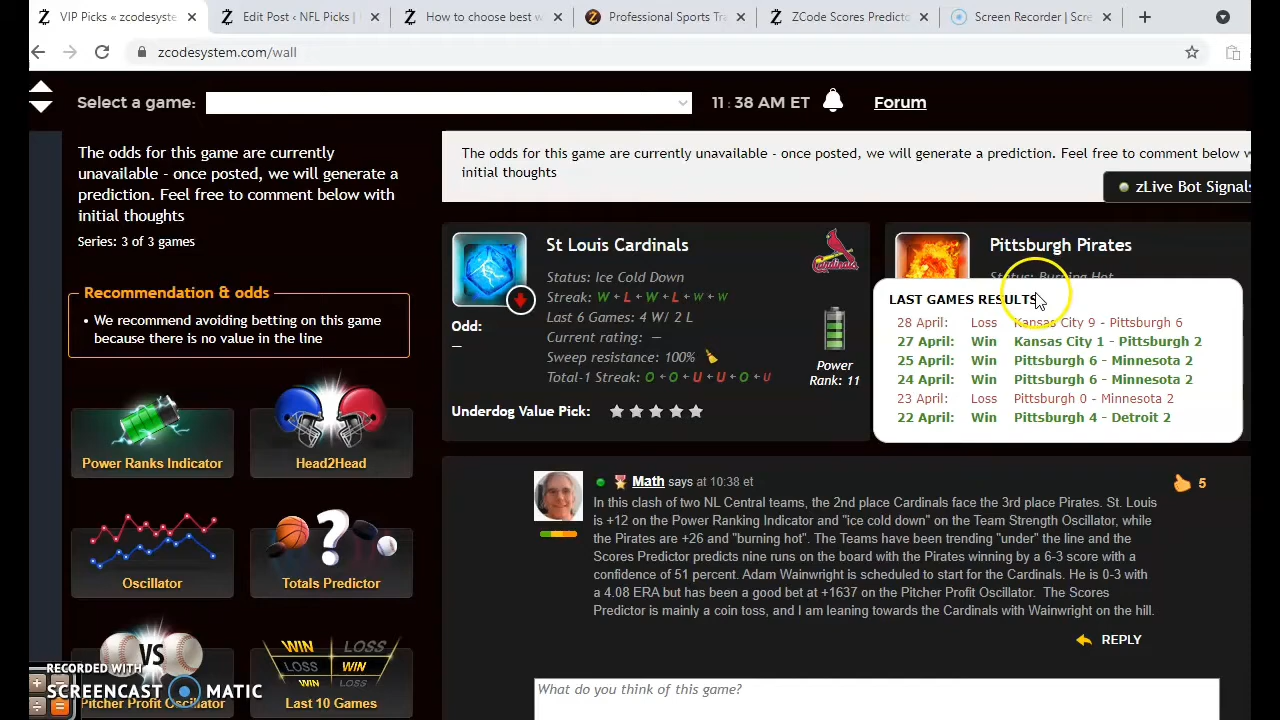 VIP Picks « zcodesyste
Edit Post ‹ NFL Picks |
How to choose best w
Professional Sports Tr
ZCode Scores Predicto
Screen Recorder | Scre
zcodesystem.com/wall
Select a game:
11 : 38 AM ET
Forum
The odds for this game are currently
unavailable - once posted, we will generate a
prediction. Feel free to comment below with
initial thoughts
Series: 3 of 3 games
Recommendation & odds
• We recommend avoiding betting on this game
because there is no value in the line
Power Ranks Indicator
Head2Head
Oscillator
Totals Predictor
VS
Pitcher Profit Oscillator
WIN LOSS
LOSS WIN
WIN LOSS
Last 10 Games
RECORDED WITH
SCREENCAST MATIC
The odds for this game are currently unavailable - once posted, we will generate a prediction. Feel free to comment below w
initial thoughts
zLive Bot Signals
St Louis Cardinals
Cardinals
Status: Ice Cold Down
Streak: W L W L W W
Last 6 Games: 4 W/ 2 L
Current rating: —
Sweep resistance: 100%
Total-1 Streak: O O U U O U
Odd:
—
Power
Rank: 11
Underdog Value Pick:
Pittsburgh Pirates
Status: Burning Hot
LAST GAMES RESULTS
28 April: Loss Kansas City 9 - Pittsburgh 6
27 April: Win Kansas City 1 - Pittsburgh 2
25 April: Win Pittsburgh 6 - Minnesota 2
24 April: Win Pittsburgh 6 - Minnesota 2
23 April: Loss Pittsburgh 0 - Minnesota 2
22 April: Win Pittsburgh 4 - Detroit 2
Math says at 10:38 et
5
In this clash of two NL Central teams, the 2nd place Cardinals face the 3rd place Pirates. St. Louis
is +12 on the Power Ranking Indicator and "ice cold down" on the Team Strength Oscillator, while
the Pirates are +26 and "burning hot". The Teams have been trending "under" the line and the
Scores Predictor predicts nine runs on the board with the Pirates winning by a 6-3 score with a
confidence of 51 percent. Adam Wainwright is scheduled to start for the Cardinals. He is 0-3 with
a 4.08 ERA but has been a good bet at +1637 on the Pitcher Profit Oscillator. The Scores
Predictor is mainly a coin toss, and I am leaning towards the Cardinals with Wainwright on the hill.
REPLY
What do you think of this game?